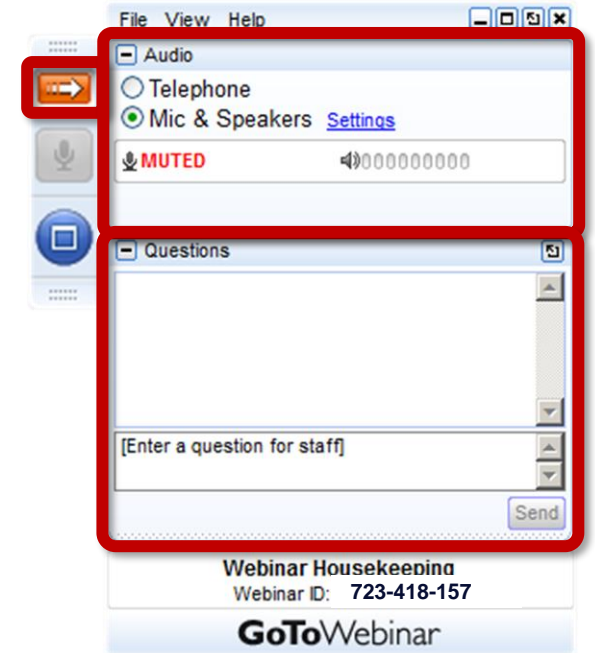 File View Help
Audio
Telephone
Mic & Speakers Settings
MUTED 000000000
Questions
[Enter a question for staff]
Send
Webinar Housekeeping
Webinar ID: 723-418-157
GoToWebinar